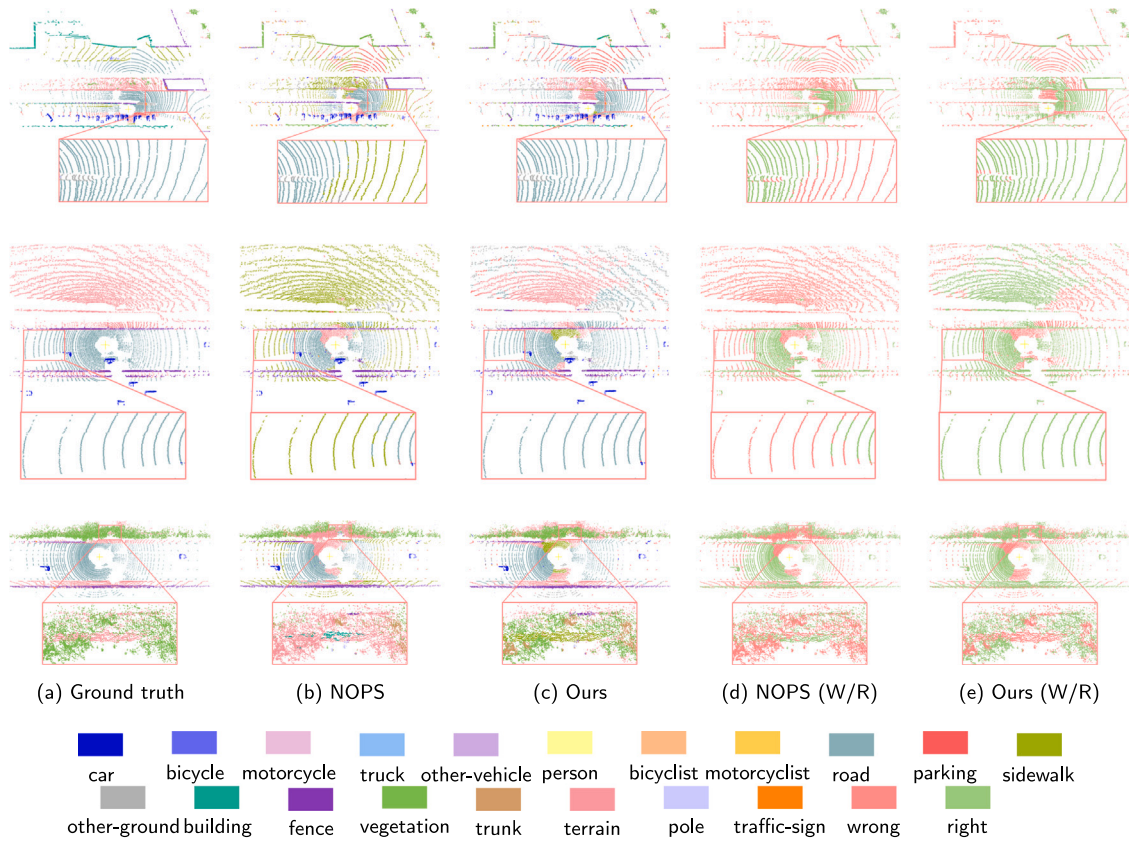 (a) Ground truth
(b) NOPS
(c) Ours
(d) NOPS (W/R)
(e) Ours (W/R)
car
bicycle
motorcycle
truck
other-vehicle
person
bicyclist
motorcyclist
road
parking
sidewalk
other-ground
building
fence
vegetation
trunk
terrain
pole
traffic-sign
wrong
right